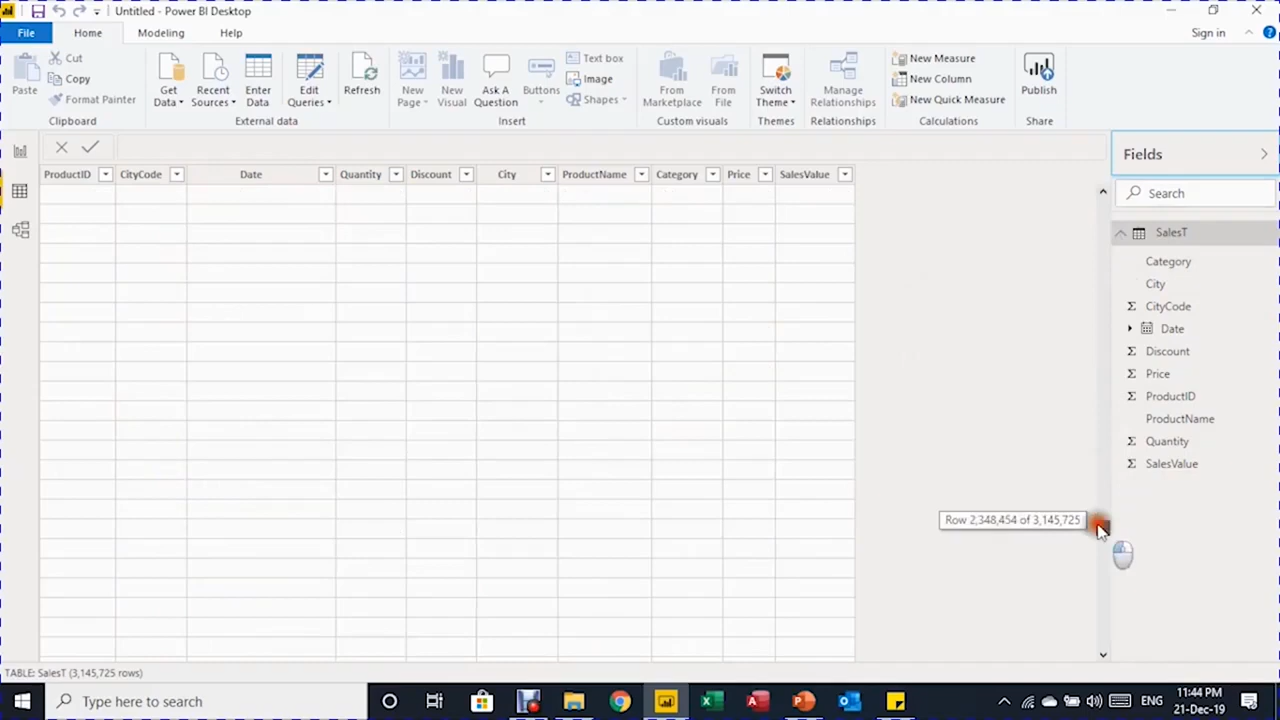 Untitled - Power BI Desktop
File Home Modeling Help Sign in
Paste Cut Copy Format Painter
Clipboard
Get Data Recent Sources Enter Data Edit Queries Refresh
External data
New Page New Visual Ask A Question Buttons Text box Image Shapes
Insert
From Marketplace From File
Custom visuals
Switch Theme
Themes
Manage Relationships
Relationships
New Measure New Column New Quick Measure
Calculations
Publish
Share
ProductID CityCode Date Quantity Discount City ProductName Category Price SalesValue
Row 2,348,454 of 3,145,725
Fields
Search
SalesT
Category
City
CityCode
Date
Discount
Price
ProductID
ProductName
Quantity
SalesValue
TABLE: SalesT (3,145,725 rows)
Type here to search
ENG
11:44 PM
21-Dec-19